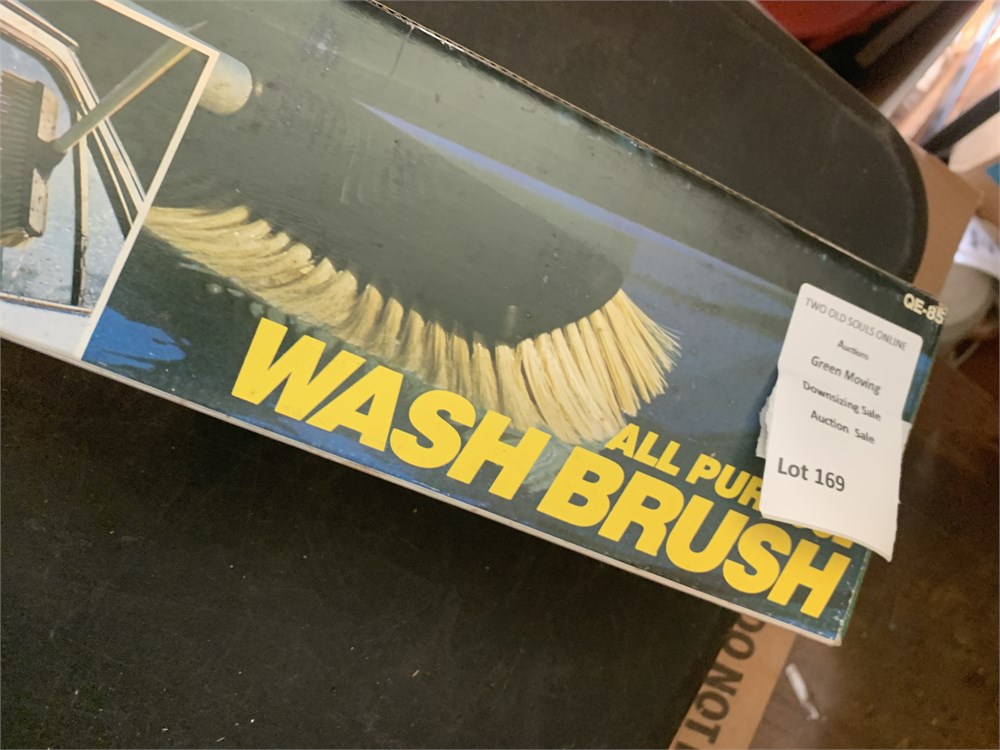 QE-85
TWO OLD SOULS ONLINE
Auctions
Green Moving
Downsizing Sale
Auction Sale
Lot 169
ALL PUR
WASH BRUSH
DO NOT